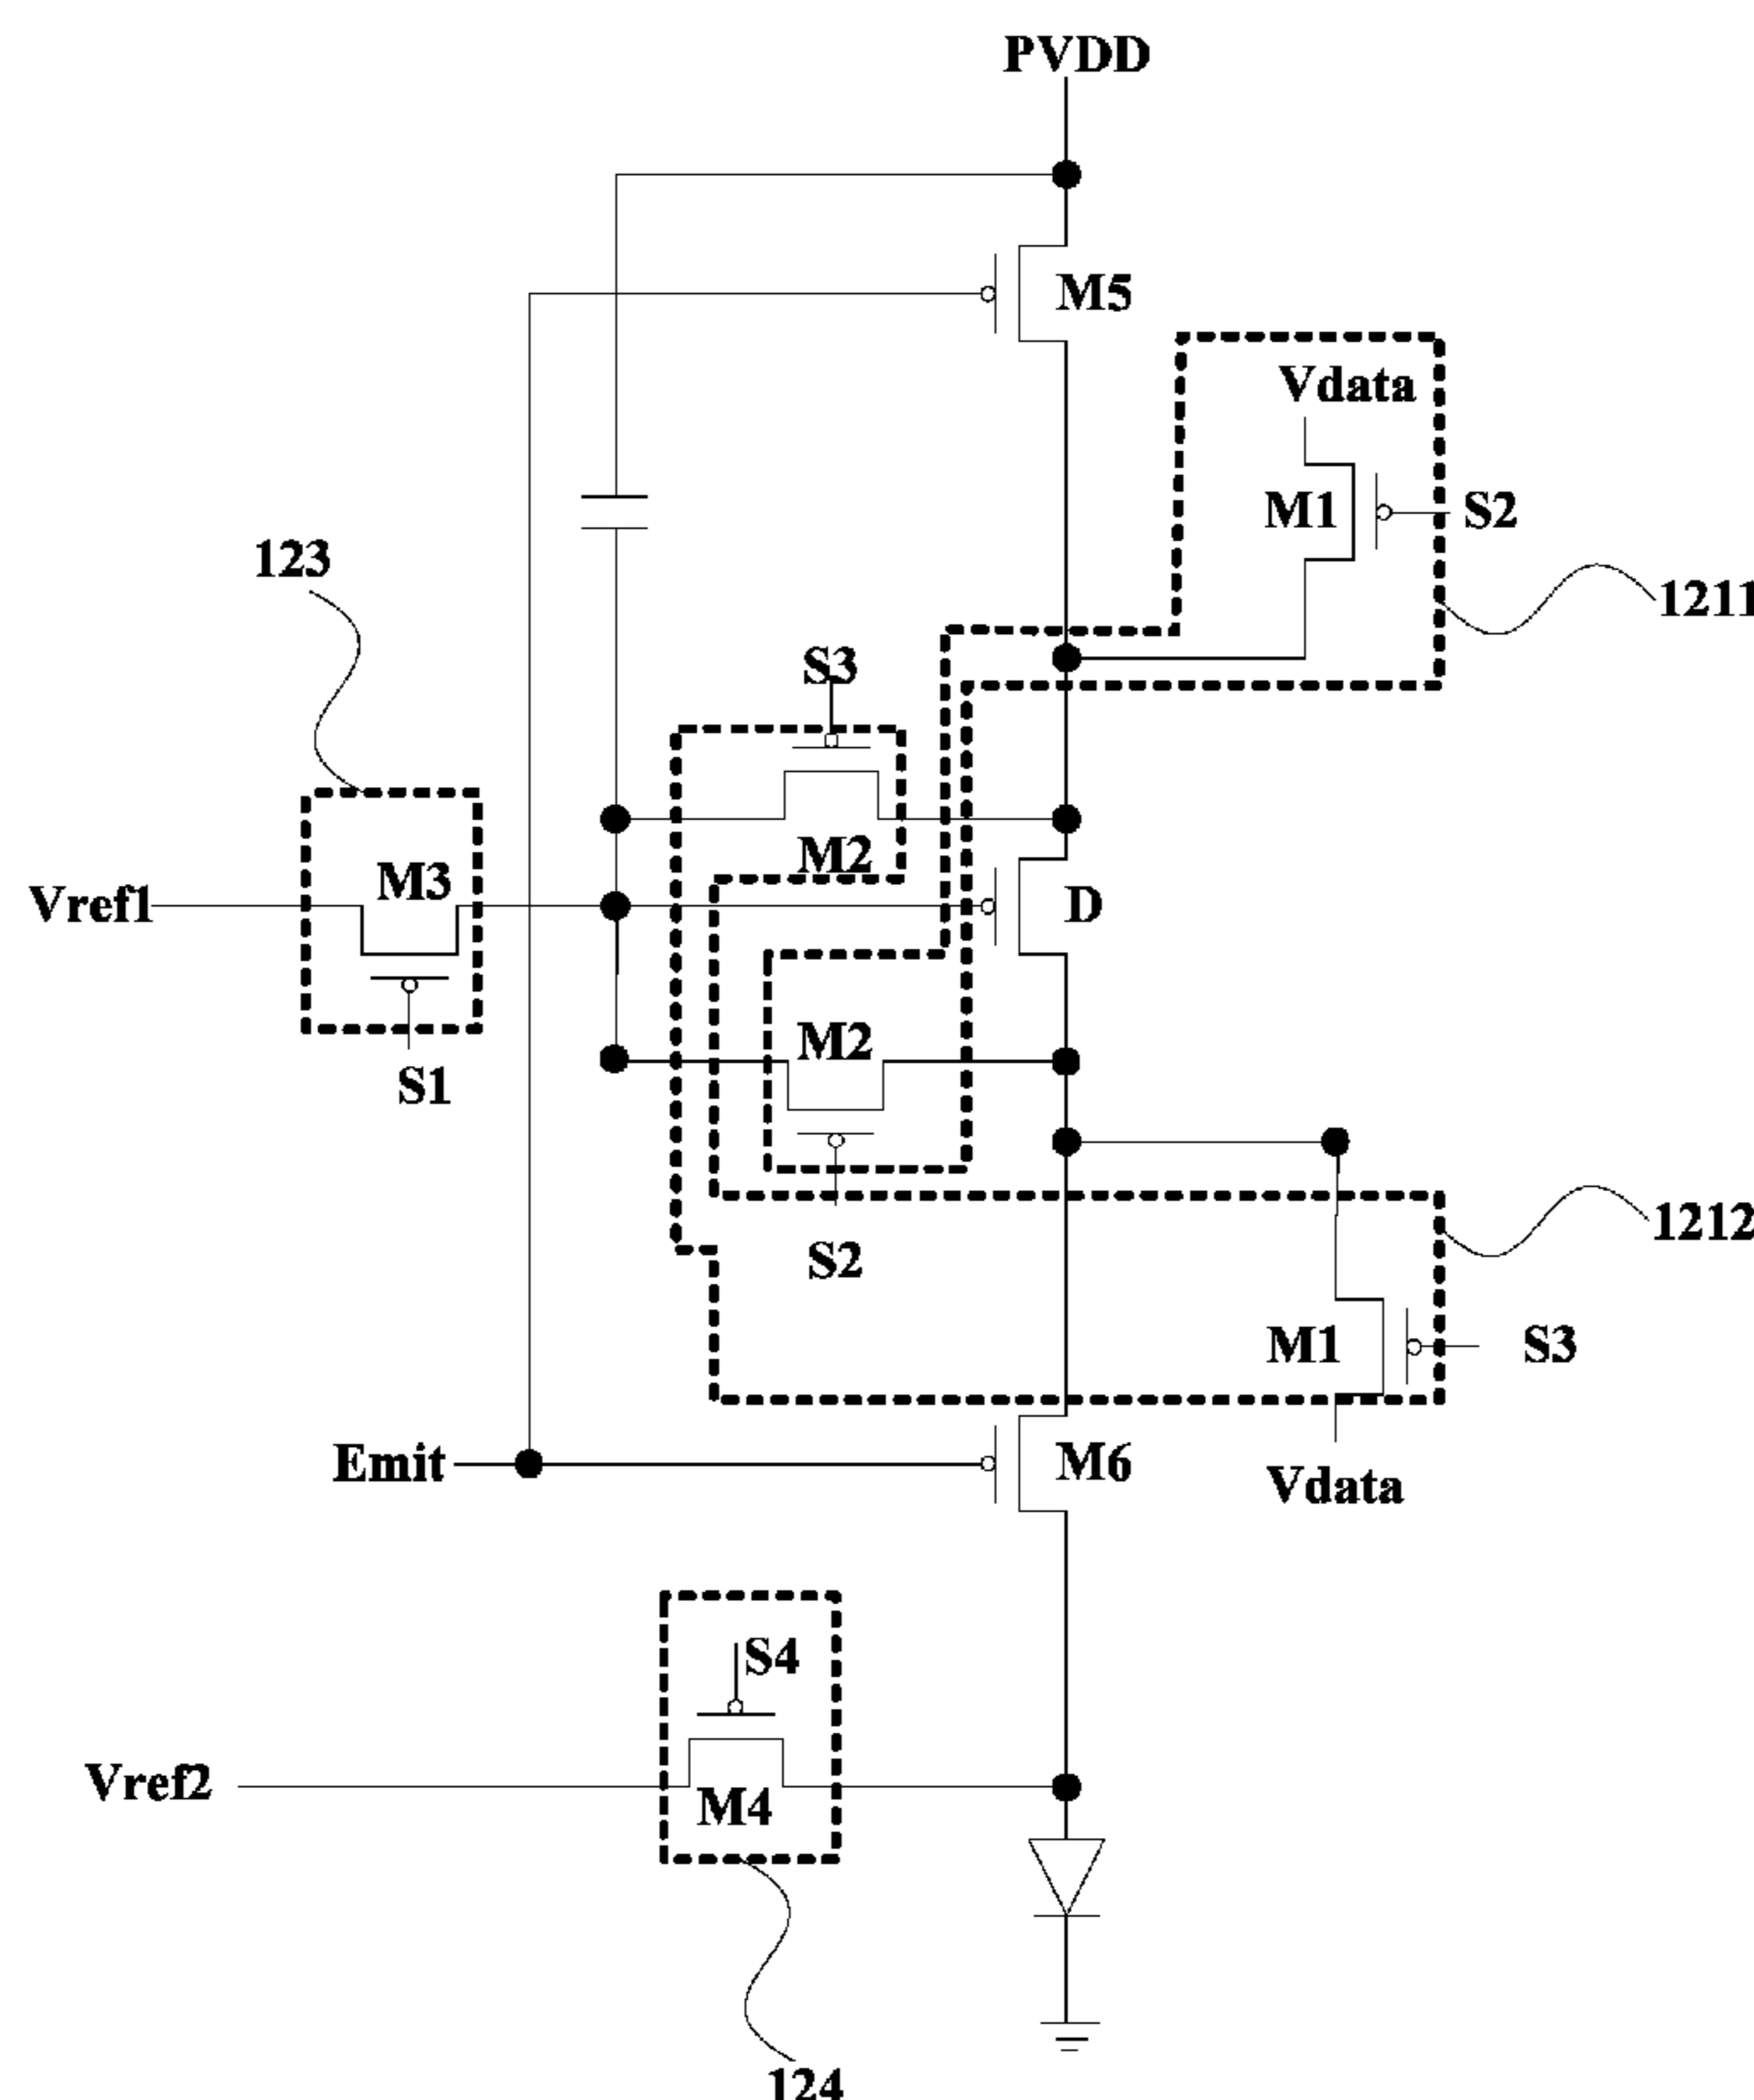 PVDD
M5
Vdata
M1
S2
123
1211
S3
M2
M3
Vref1
D
M2
S1
S2
1212
M1
S3
Emit
M6
Vdata
S4
Vref2
M4
124